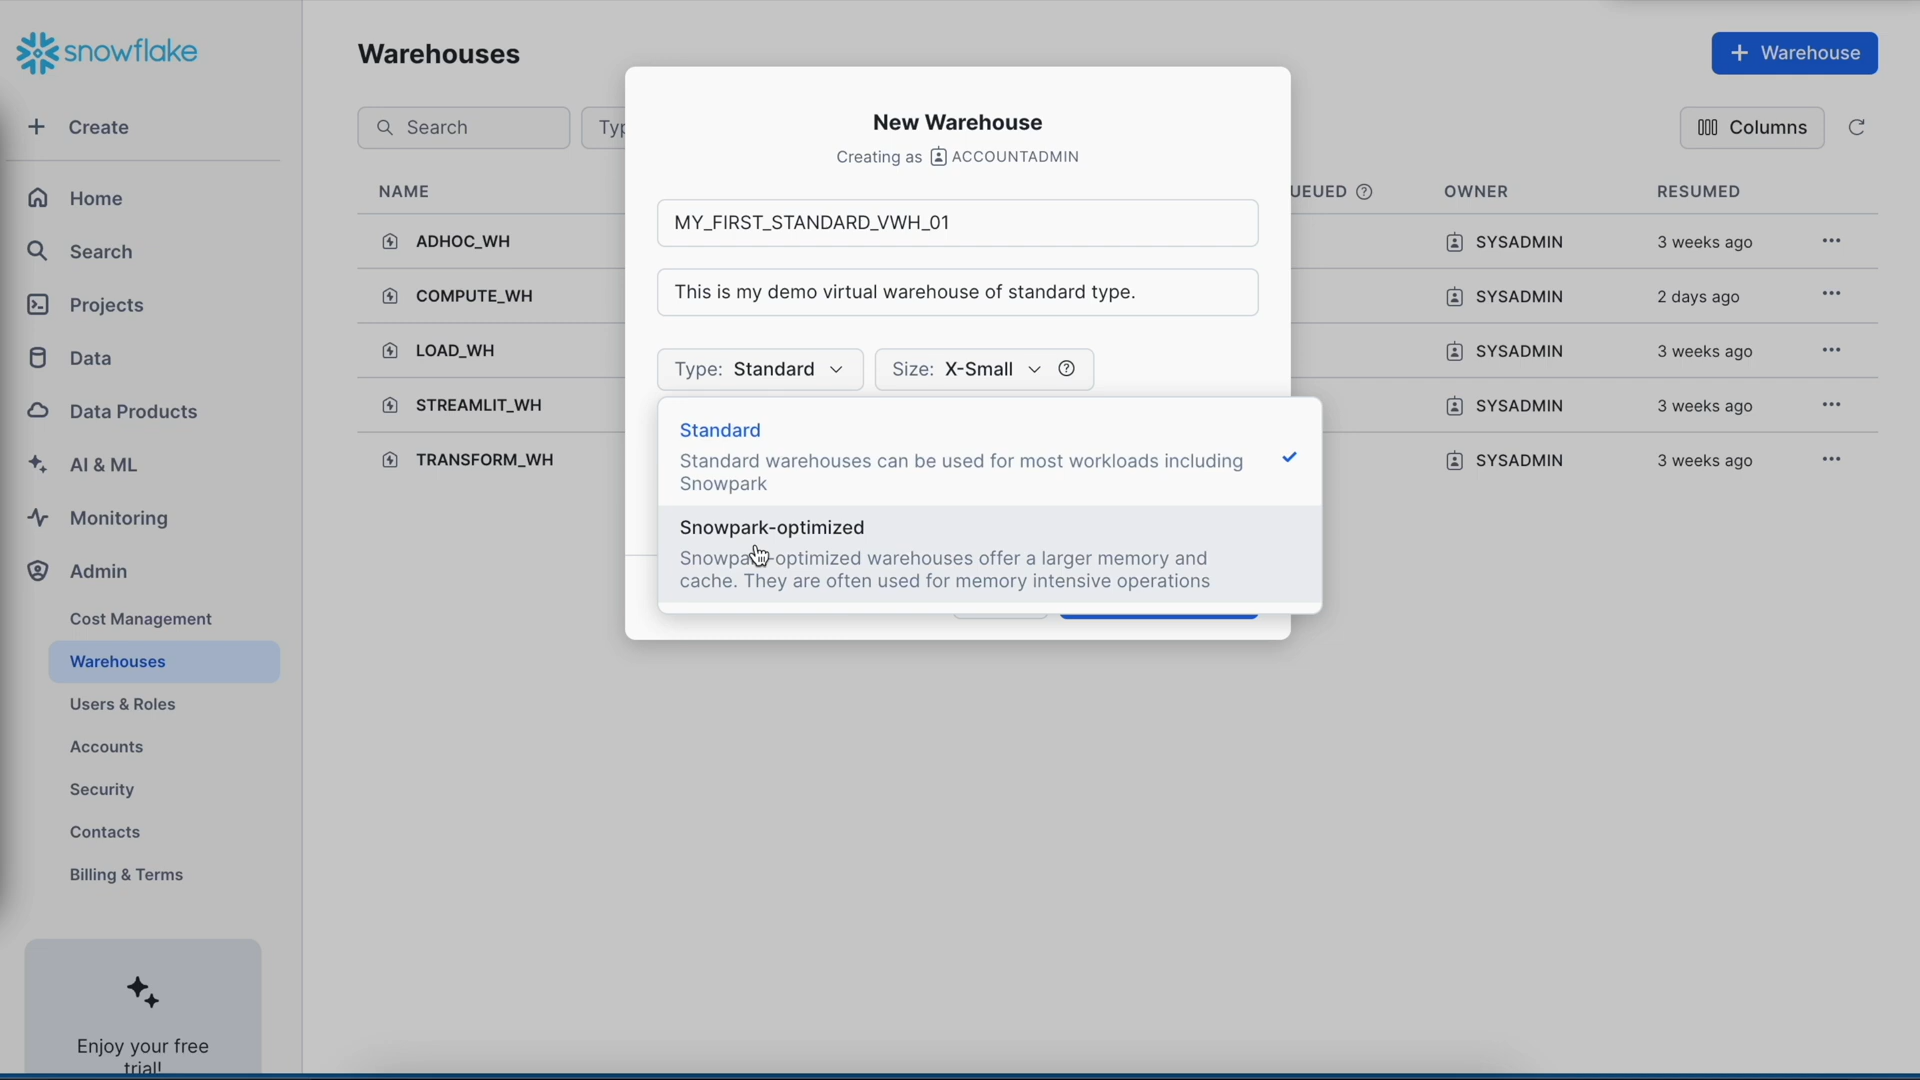 snowflake
Create
Home
Search
Projects
Data
Data Products
AI & ML
Monitoring
Admin
Cost Management
Warehouses
Users & Roles
Accounts
Security
Contacts
Billing & Terms
Enjoy your free
trial!
Warehouses
+ Warehouse
Search
Typ
Columns
NAME
UEUED
OWNER
RESUMED
ADHOC_WH
SYSADMIN
3 weeks ago
COMPUTE_WH
SYSADMIN
2 days ago
LOAD_WH
SYSADMIN
3 weeks ago
STREAMLIT_WH
SYSADMIN
3 weeks ago
TRANSFORM_WH
SYSADMIN
3 weeks ago
New Warehouse
Creating as ACCOUNTADMIN
MY_FIRST_STANDARD_VWH_01
This is my demo virtual warehouse of standard type.
Type: Standard
Size: X-Small
Standard
Standard warehouses can be used for most workloads including
Snowpark
Snowpark-optimized
Snowpark-optimized warehouses offer a larger memory and
cache. They are often used for memory intensive operations